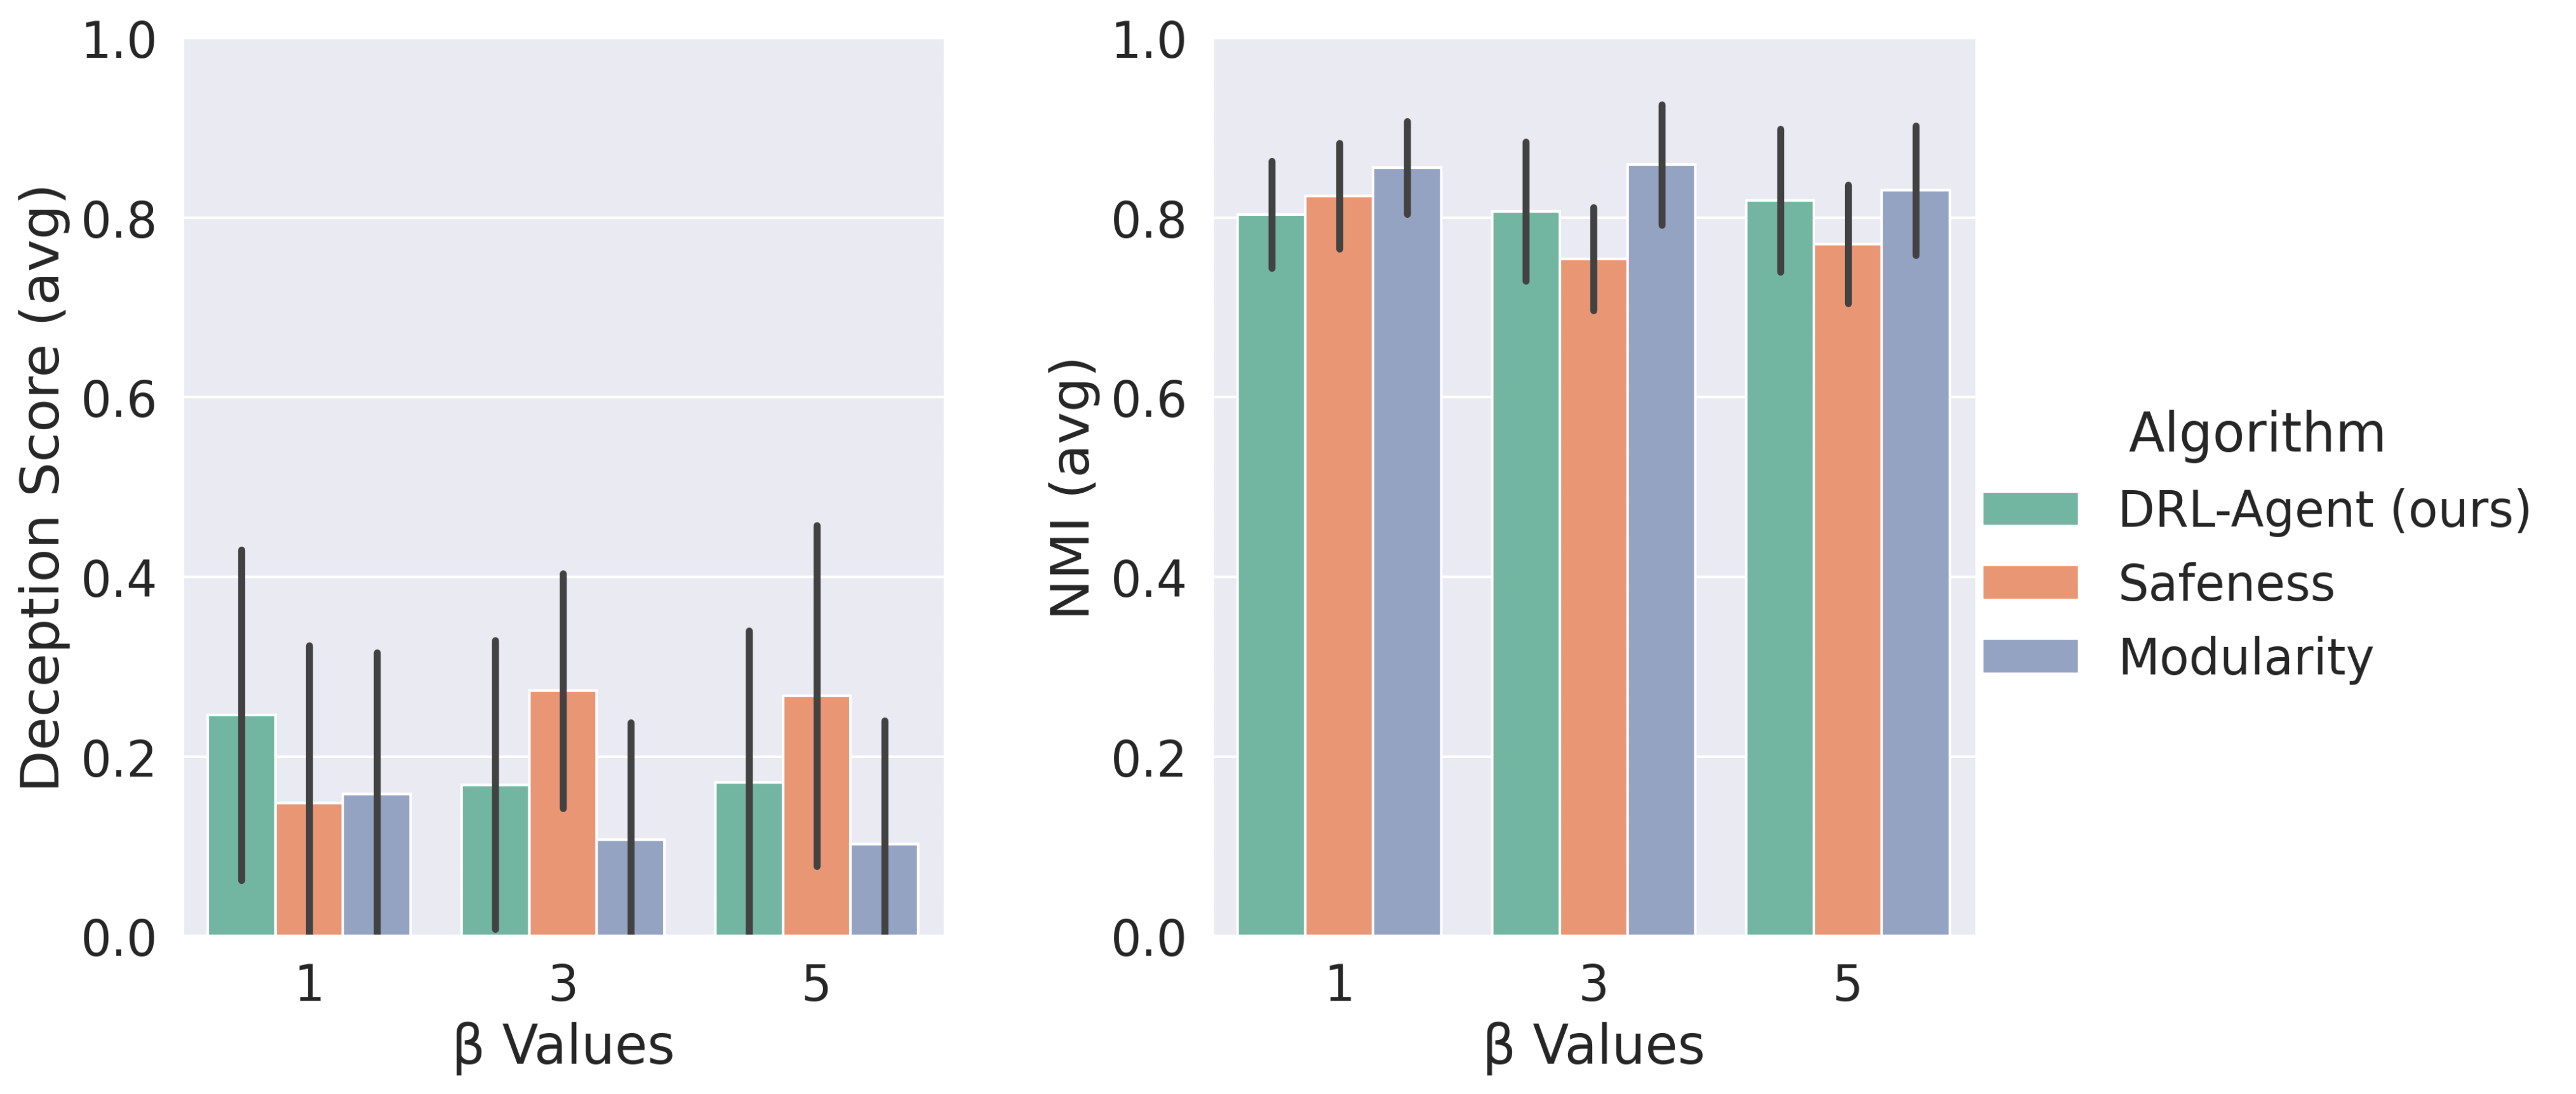 Deception Score (avg)
1.0
0.8
0.6
0.4
0.2
0.0
1 3 5
β Values
NMI (avg)
1.0
0.8
0.6
0.4
0.2
0.0
1 3 5
β Values
Algorithm
DRL-Agent (ours)
Safeness
Modularity